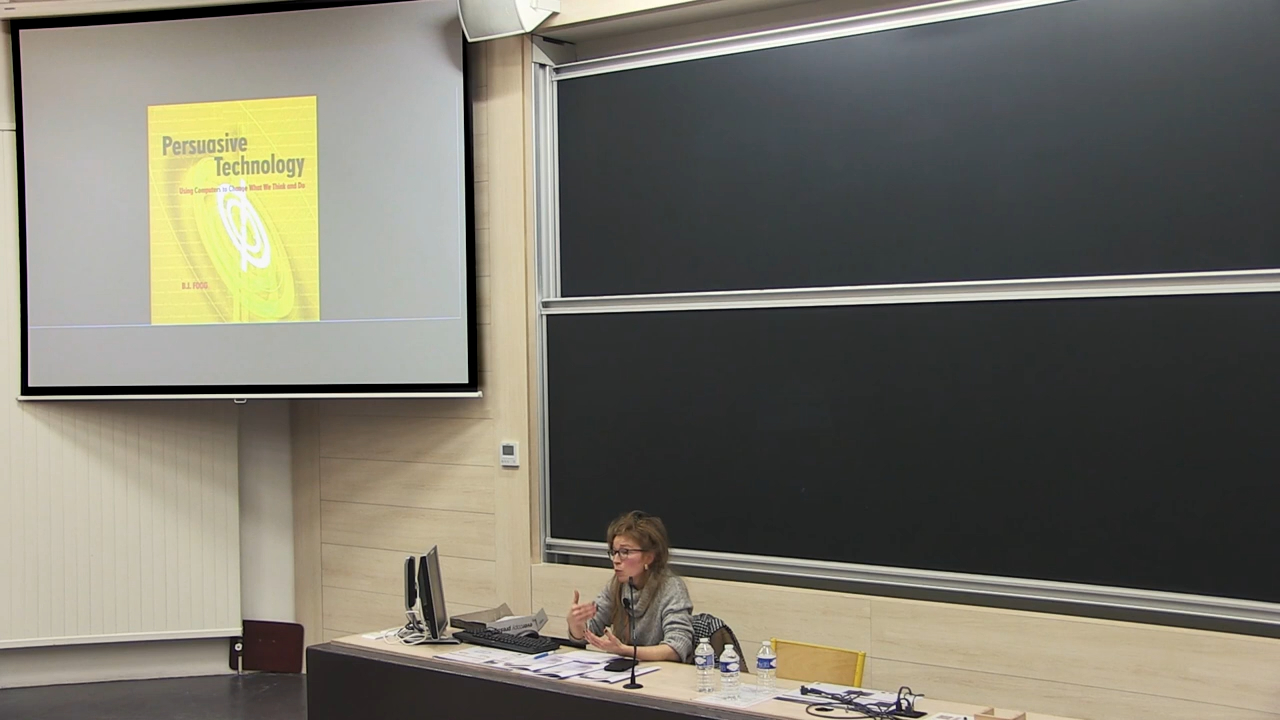 Persuasive
Technology
Using Computers to Change What We Think and Do
B.J. FOGG